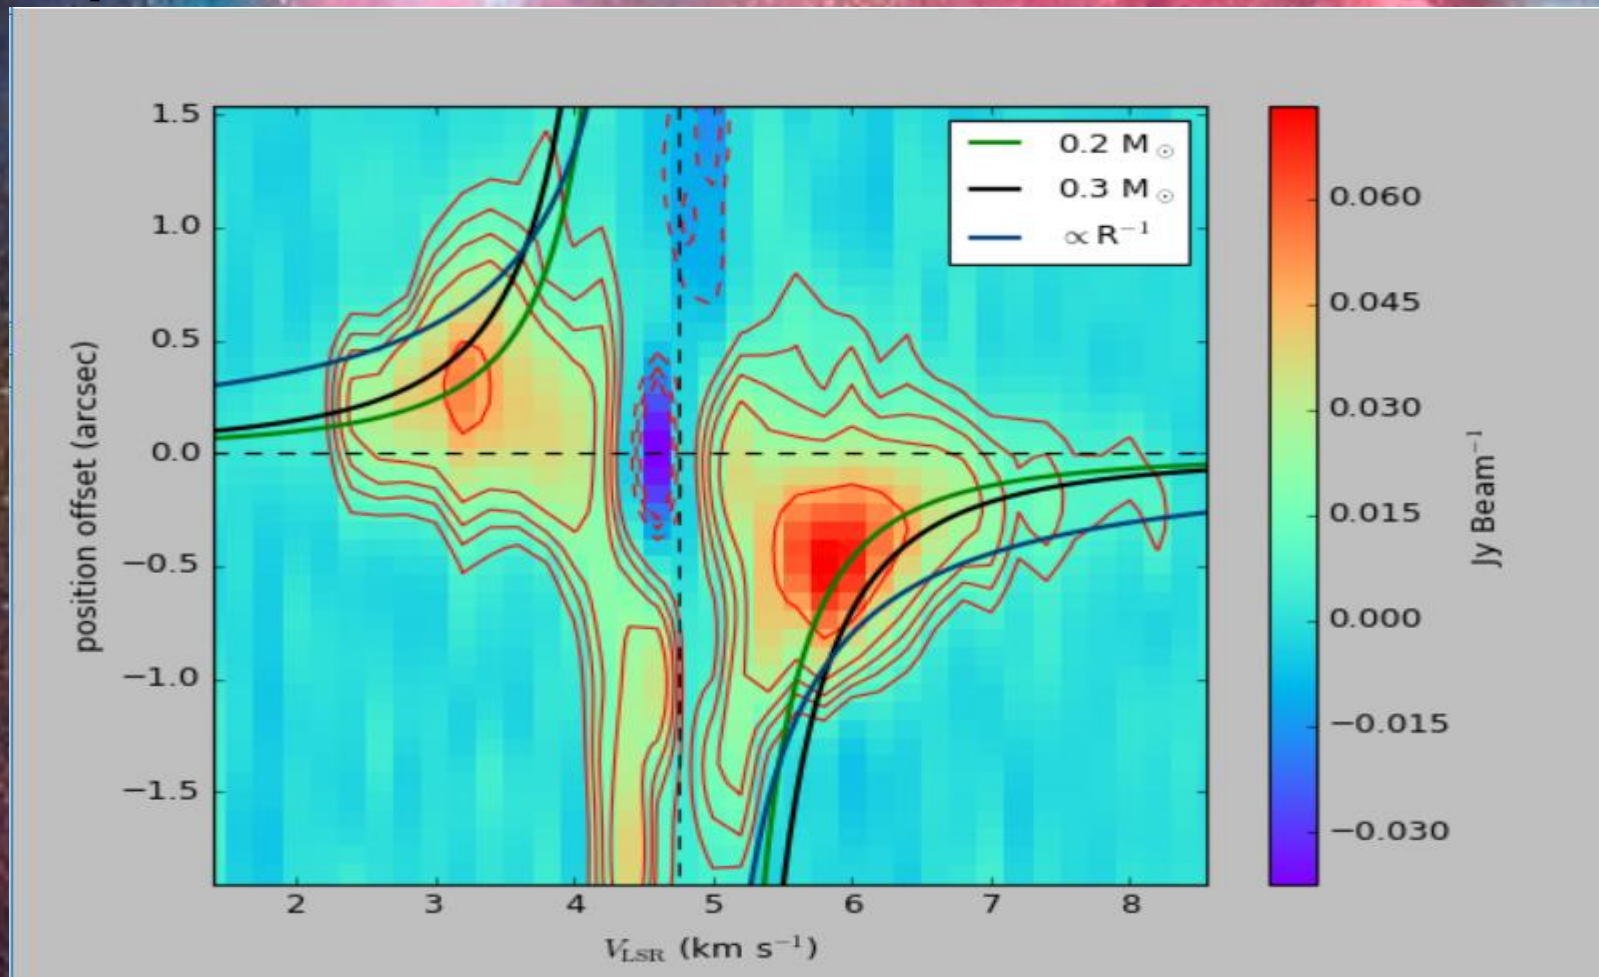 1.5
1.0
0.5
0.0
−0.5
−1.0
−1.5
position offset (arcsec)
2 3 4 5 6 7 8
V_LSR (km s⁻¹)
0.2 M☉
0.3 M☉
∝ R⁻¹
0.060
0.045
0.030
0.015
0.000
−0.015
−0.030
Jy Beam⁻¹